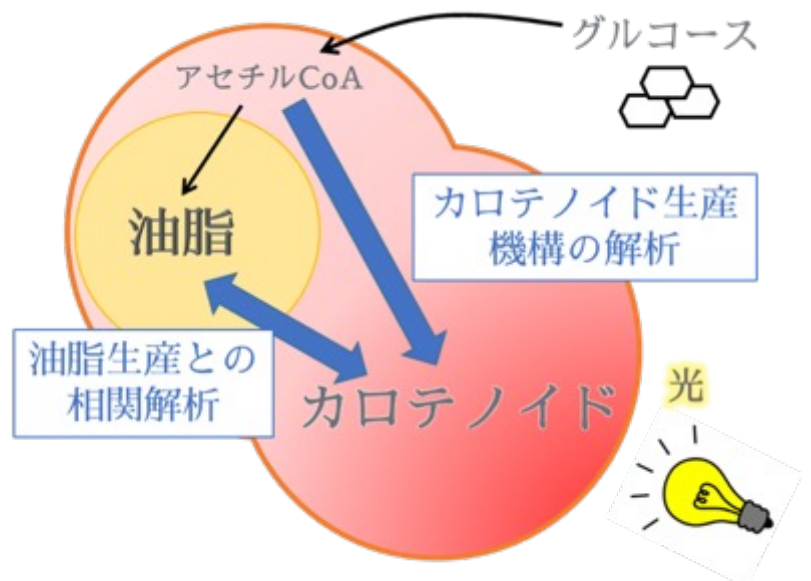 グルコース
アセチルCoA
油脂
カロテノイド生産
機構の解析
油脂生産との
相関解析
カロテノイド
光